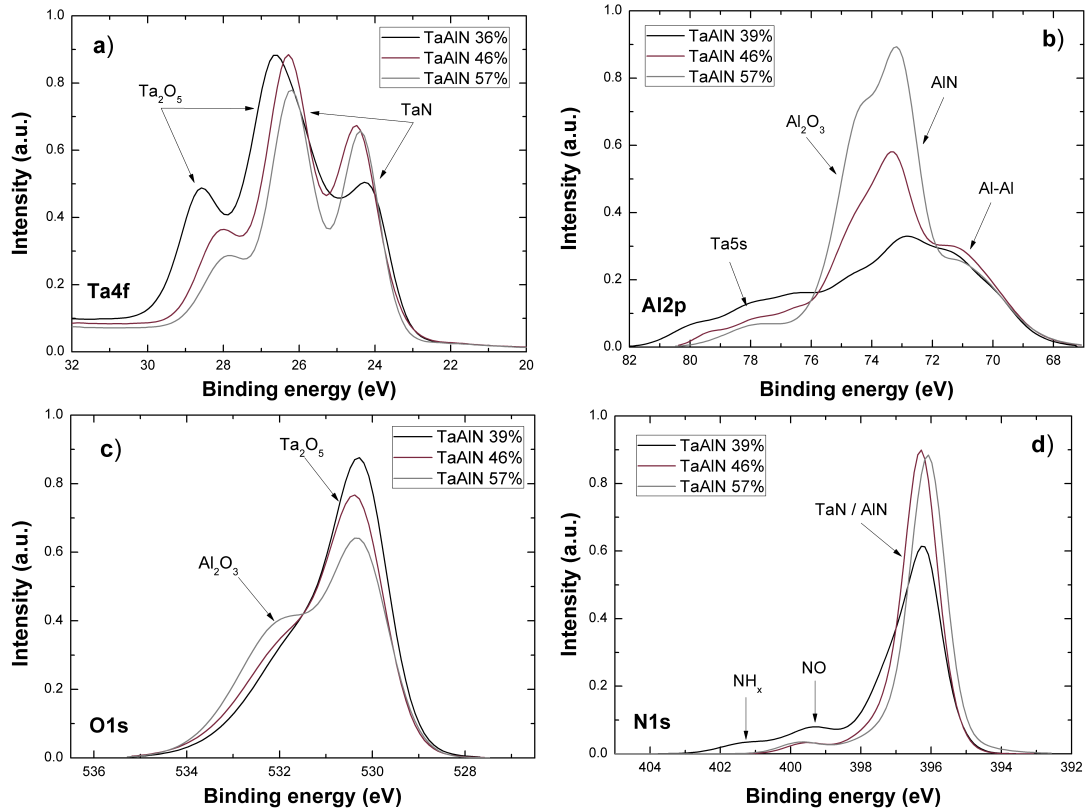 a)
TaAlN 36%
TaAlN 46%
TaAlN 57%
Ta₂O₅
TaN
Ta4f
Intensity (a.u.)
1.0
0.8
0.6
0.4
0.2
0.0
32 30 28 26 24 22 20
Binding energy (eV)
b)
TaAlN 39%
TaAlN 46%
TaAlN 57%
AlN
Al₂O₃
Al-Al
Ta5s
Al2p
Intensity (a.u.)
1.0
0.8
0.6
0.4
0.2
0.0
82 80 78 76 74 72 70 68
Binding energy (eV)
c)
TaAlN 39%
TaAlN 46%
TaAlN 57%
Ta₂O₅
Al₂O₃
O1s
Intensity (a.u.)
1.0
0.8
0.6
0.4
0.2
0.0
536 534 532 530 528
Binding energy (eV)
d)
TaAlN 39%
TaAlN 46%
TaAlN 57%
TaN / AlN
NO
NHₓ
N1s
Intensity (a.u.)
1.0
0.8
0.6
0.4
0.2
0.0
404 402 400 398 396 394 392
Binding energy (eV)